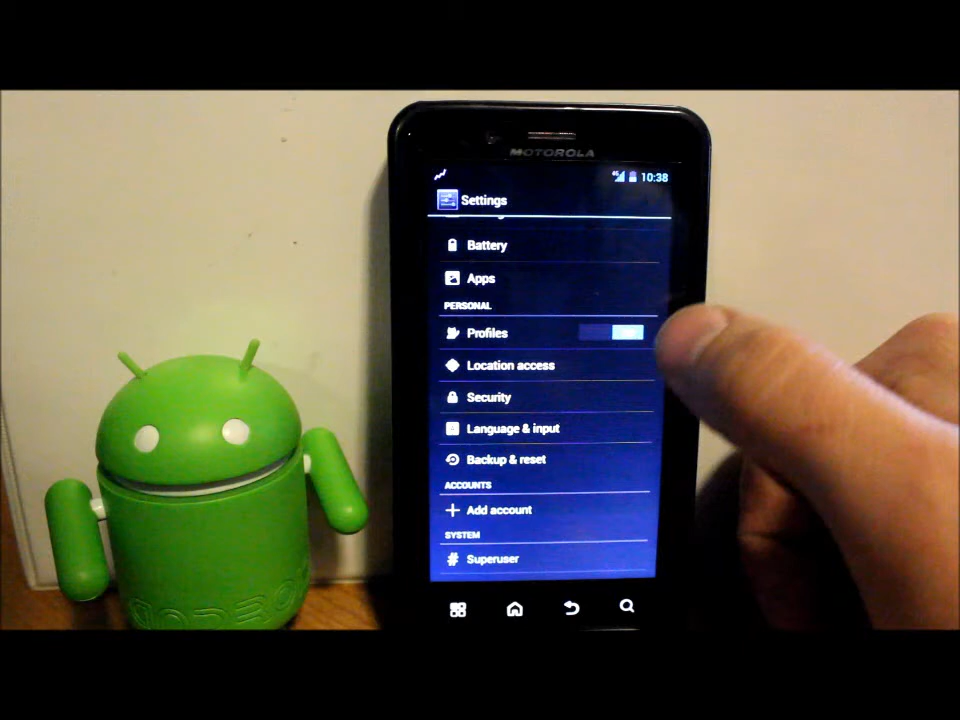 MOTOROLA
4G 10:38
Settings
Battery
Apps
PERSONAL
Profiles
Location access
Security
Language & input
Backup & reset
ACCOUNTS
Add account
SYSTEM
# Superuser